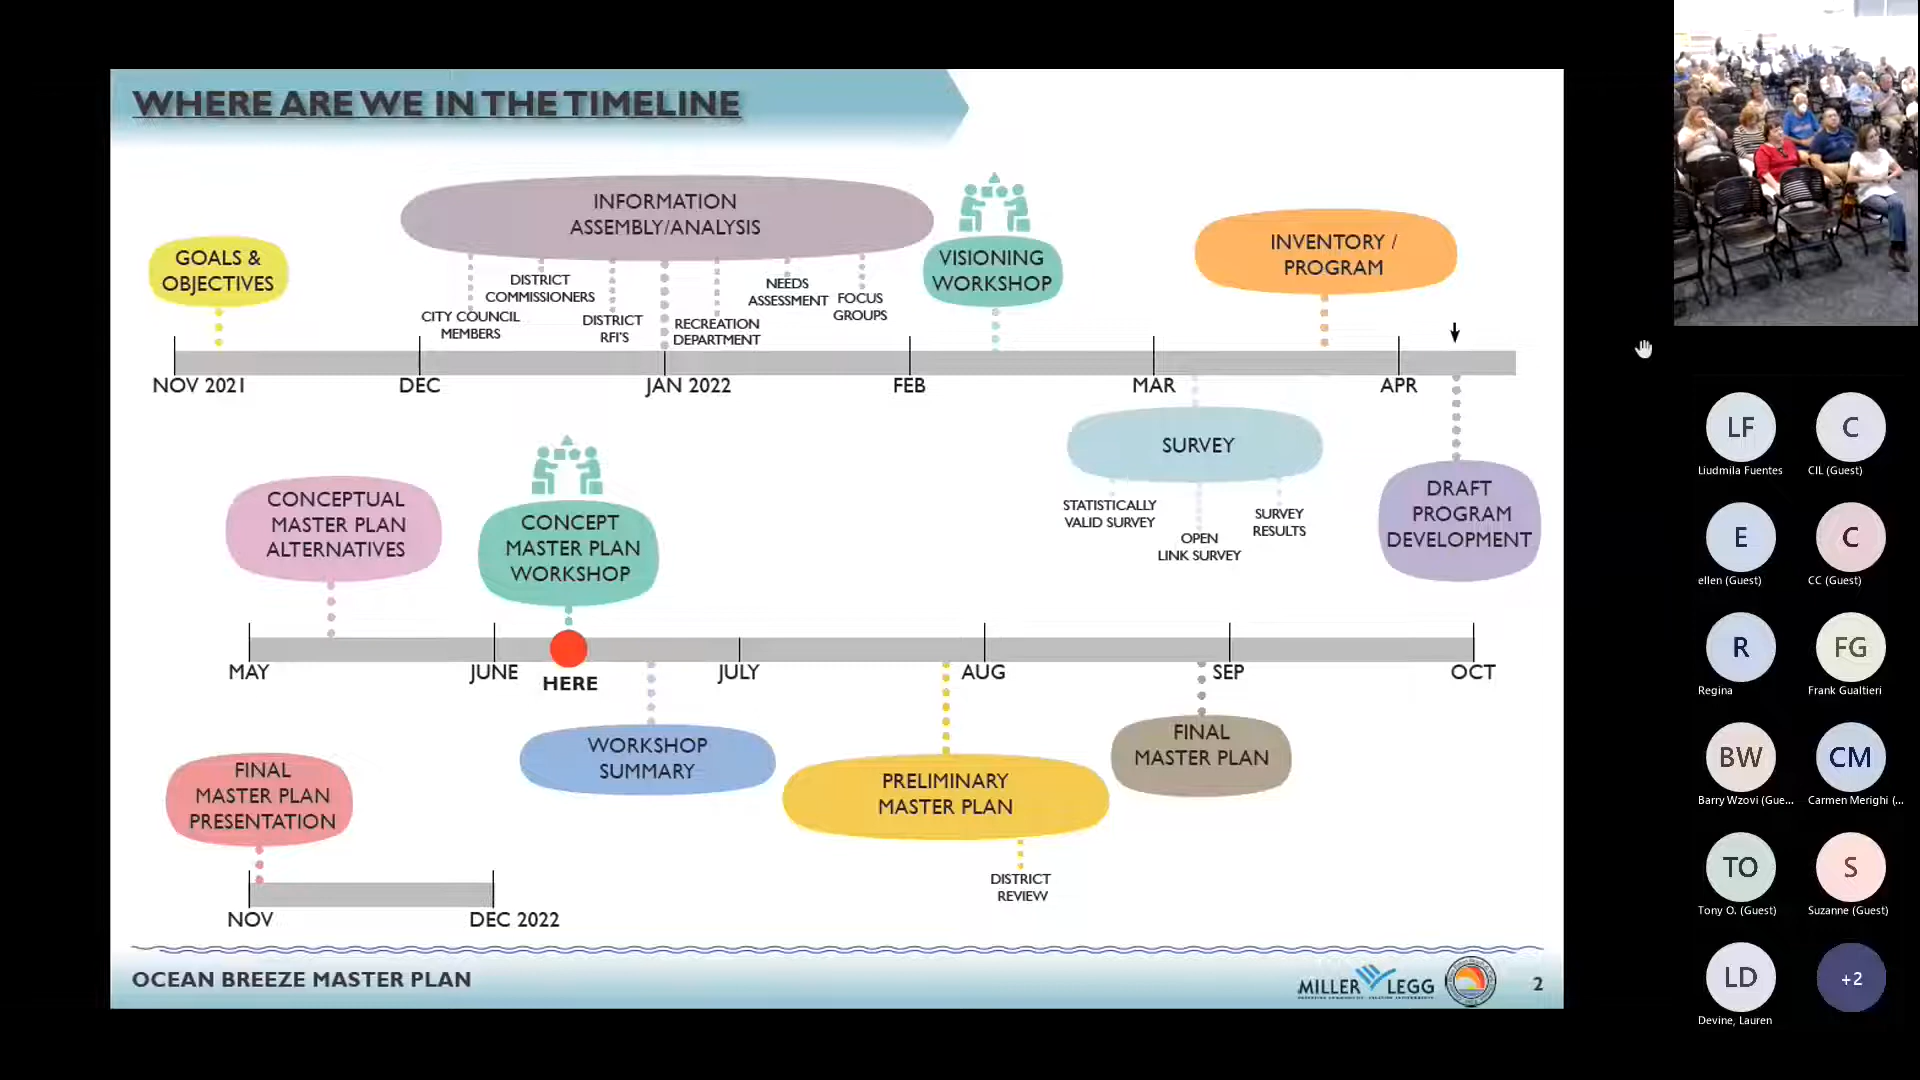 WHERE ARE WE IN THE TIMELINE
INFORMATION
ASSEMBLY/ANALYSIS
GOALS &
OBJECTIVES
VISIONING
WORKSHOP
INVENTORY /
PROGRAM
CITY COUNCIL
MEMBERS
DISTRICT
COMMISSIONERS
DISTRICT
RFI'S
RECREATION
DEPARTMENT
NEEDS
ASSESSMENT
FOCUS
GROUPS
NOV 2021
DEC
JAN 2022
FEB
MAR
APR
SURVEY
STATISTICALLY
VALID SURVEY
OPEN
LINK SURVEY
SURVEY
RESULTS
DRAFT
PROGRAM
DEVELOPMENT
CONCEPTUAL
MASTER PLAN
ALTERNATIVES
CONCEPT
MASTER PLAN
WORKSHOP
MAY
JUNE
HERE
JULY
AUG
SEP
OCT
WORKSHOP
SUMMARY
PRELIMINARY
MASTER PLAN
DISTRICT
REVIEW
FINAL
MASTER PLAN
FINAL
MASTER PLAN
PRESENTATION
NOV
DEC 2022
OCEAN BREEZE MASTER PLAN
MILLER LEGG
2
LF
Liudmila Fuentes
C
CIL (Guest)
E
ellen (Guest)
C
CC (Guest)
R
Regina
FG
Frank Gualtieri
BW
Barry Wzovi (Gue...
CM
Carmen Merighi (...
TO
Tony O. (Guest)
S
Suzanne (Guest)
LD
Devine, Lauren
+2